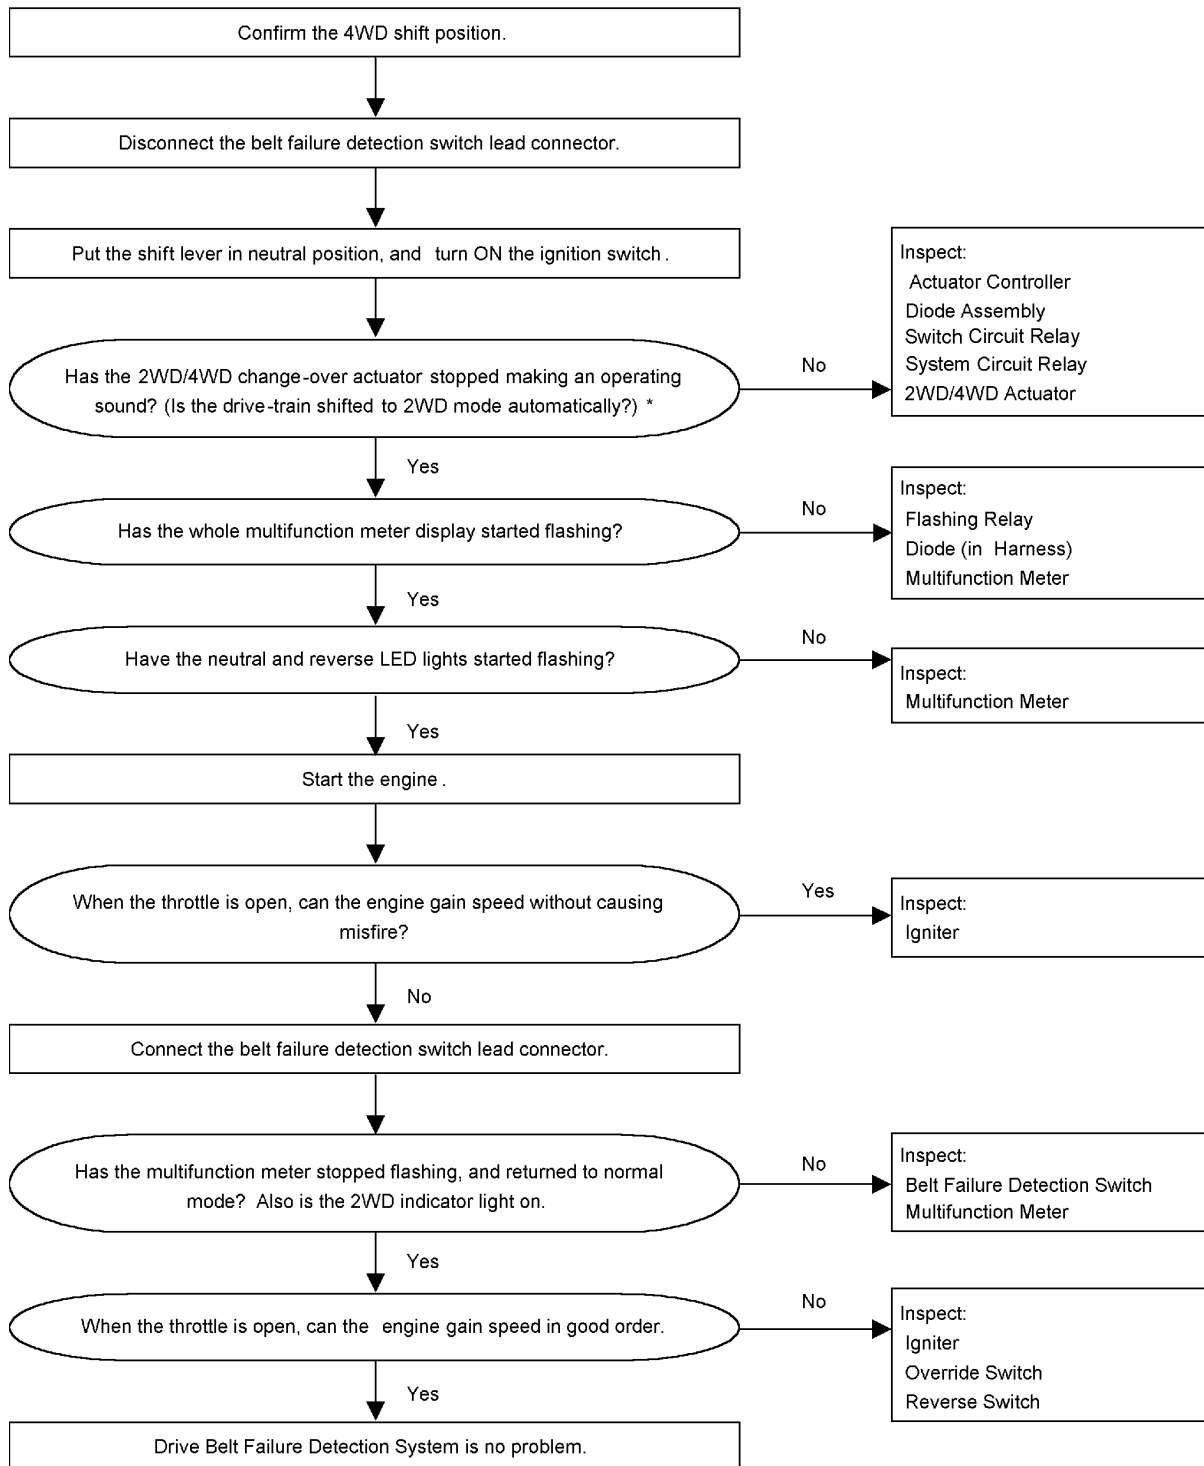 Confirm the 4WD shift position.
Disconnect the belt failure detection switch lead connector.
Put the shift lever in neutral position, and turn ON the ignition switch.
Has the 2WD/4WD change-over actuator stopped making an operating
sound? (Is the drive-train shifted to 2WD mode automatically?) *
No
Inspect:
Actuator Controller
Diode Assembly
Switch Circuit Relay
System Circuit Relay
2WD/4WD Actuator
Yes
Has the whole multifunction meter display started flashing?
No
Inspect:
Flashing Relay
Diode (in Harness)
Multifunction Meter
Yes
Have the neutral and reverse LED lights started flashing?
No
Inspect:
Multifunction Meter
Yes
Start the engine.
When the throttle is open, can the engine gain speed without causing
misfire?
Yes
Inspect:
Igniter
No
Connect the belt failure detection switch lead connector.
Has the multifunction meter stopped flashing, and returned to normal
mode? Also is the 2WD indicator light on.
No
Inspect:
Belt Failure Detection Switch
Multifunction Meter
Yes
When the throttle is open, can the engine gain speed in good order.
No
Inspect:
Igniter
Override Switch
Reverse Switch
Yes
Drive Belt Failure Detection System is no problem.